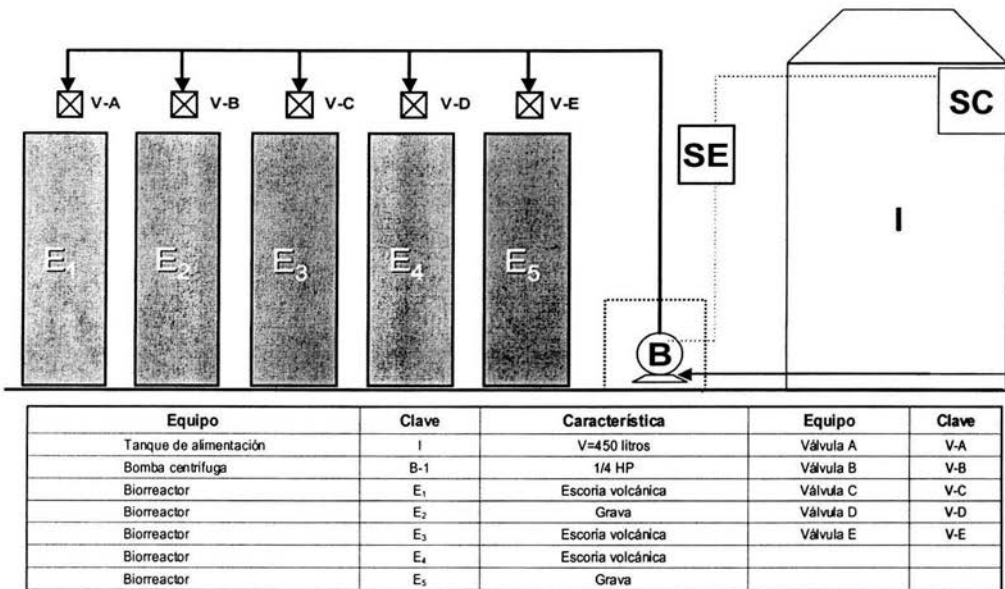 V-A V-B V-C V-D V-E
SC
SE
I
E1 E2 E3 E4 E5
B
Equipo Clave Característica Equipo Clave
Tanque de alimentación I V=450 litros Válvula A V-A
Bomba centrífuga B-1 1/4 HP Válvula B V-B
Biorreactor E1 Escoria volcánica Válvula C V-C
Biorreactor E2 Grava Válvula D V-D
Biorreactor E3 Escoria volcánica Válvula E V-E
Biorreactor E4 Escoria volcánica
Biorreactor E5 Grava